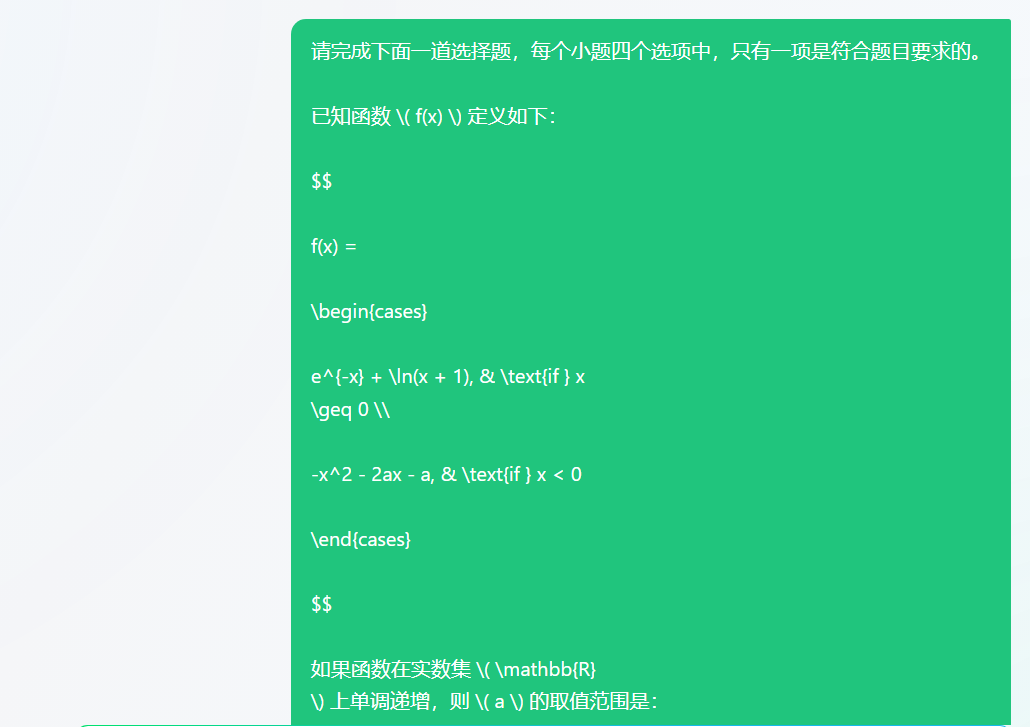 请完成下面一道选择题，每个小题四个选项中，只有一项是符合题目要求的。
已知函数 \( f(x) \) 定义如下：
$$
f(x) =
\begin{cases}
e^{-x} + \ln(x + 1), & \text{if } x
\geq 0 \\
-x^2 - 2ax - a, & \text{if } x < 0
\end{cases}
$$
如果函数在实数集 \( \mathbb{R}
\) 上单调递增，则 \( a \) 的取值范围是：